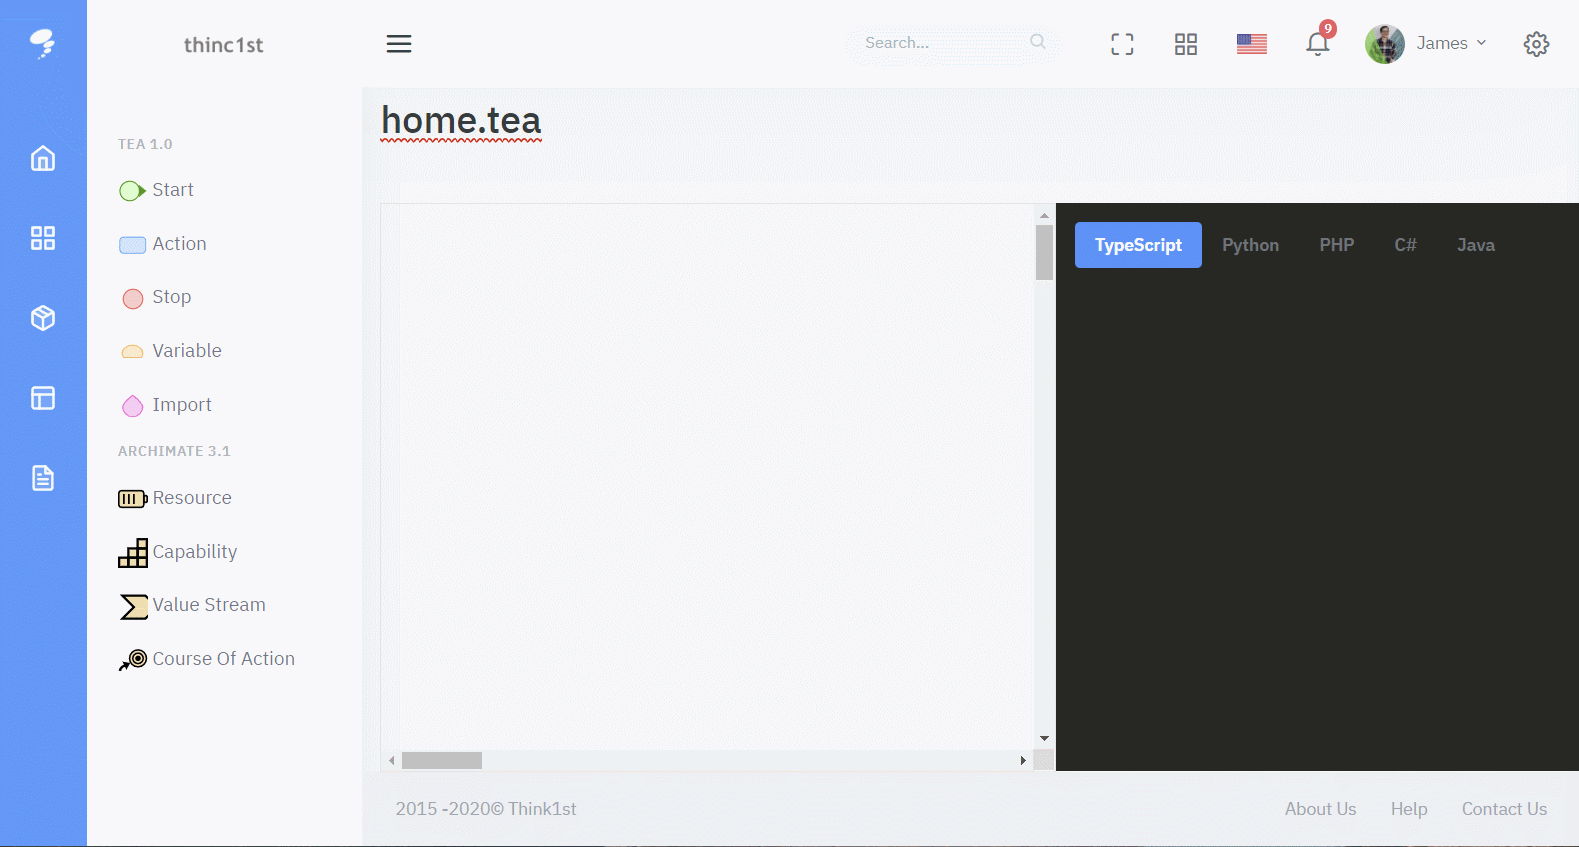 thinc1st
Search...
9
James
home.tea
TEA 1.0
Start
Action
Stop
Variable
Import
ARCHIMATE 3.1
Resource
Capability
Value Stream
Course Of Action
TypeScript Python PHP C# Java
2015 -2020© Think1st
About Us Help Contact Us